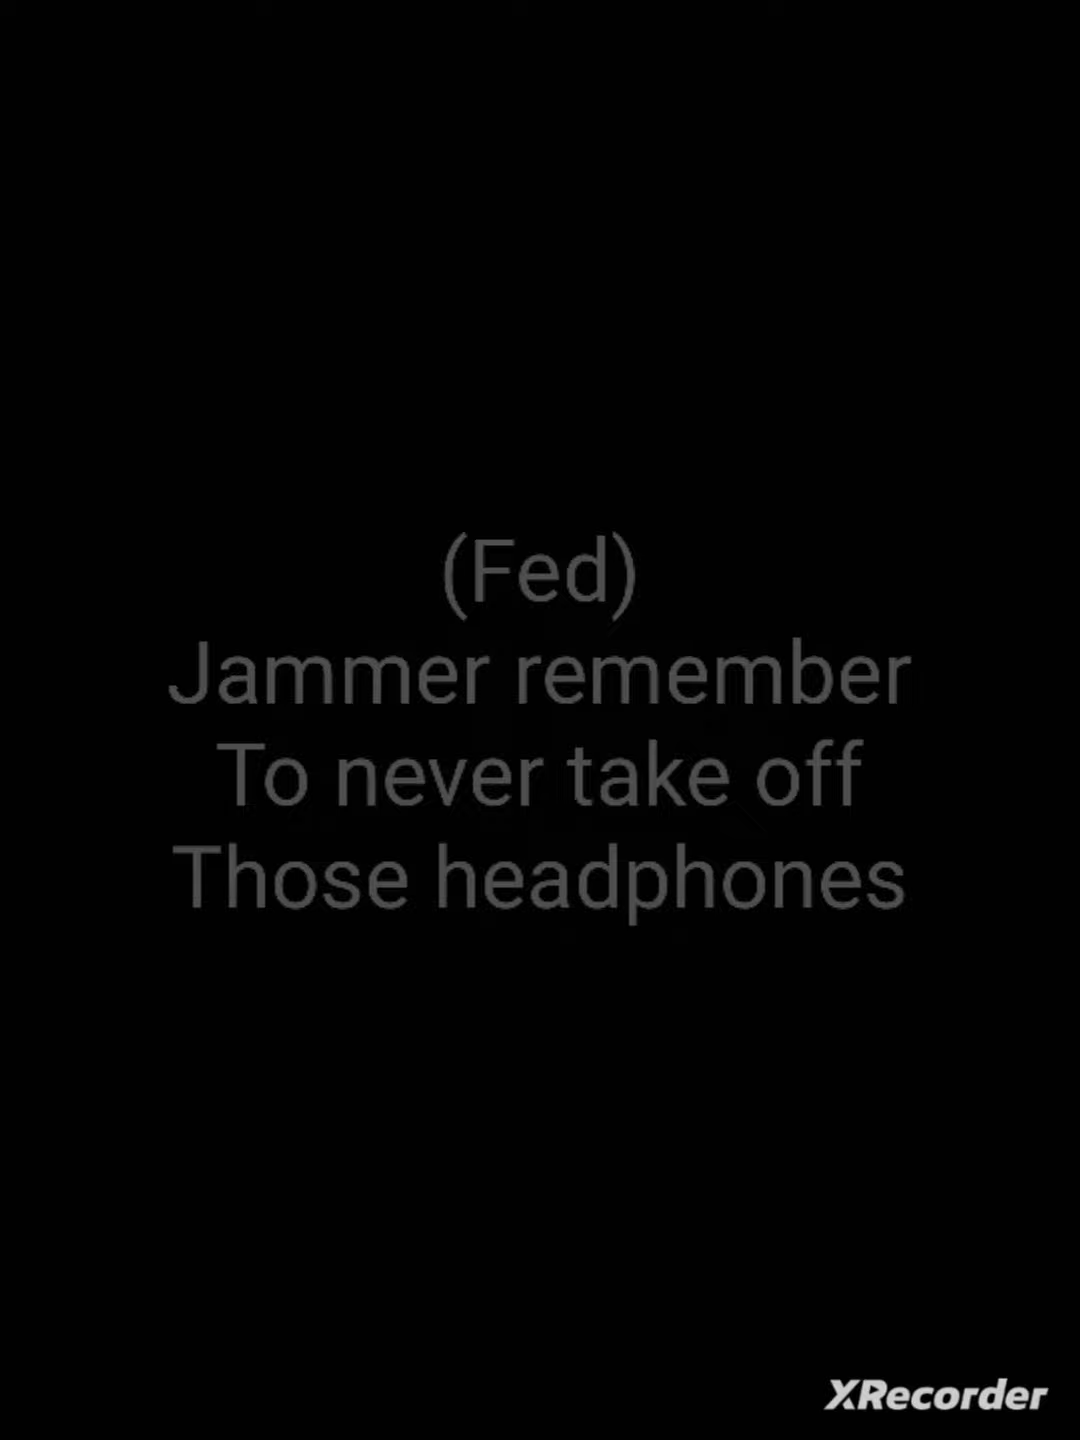 (Fed)
Jammer remember
To never take off
Those headphones
XRecorder